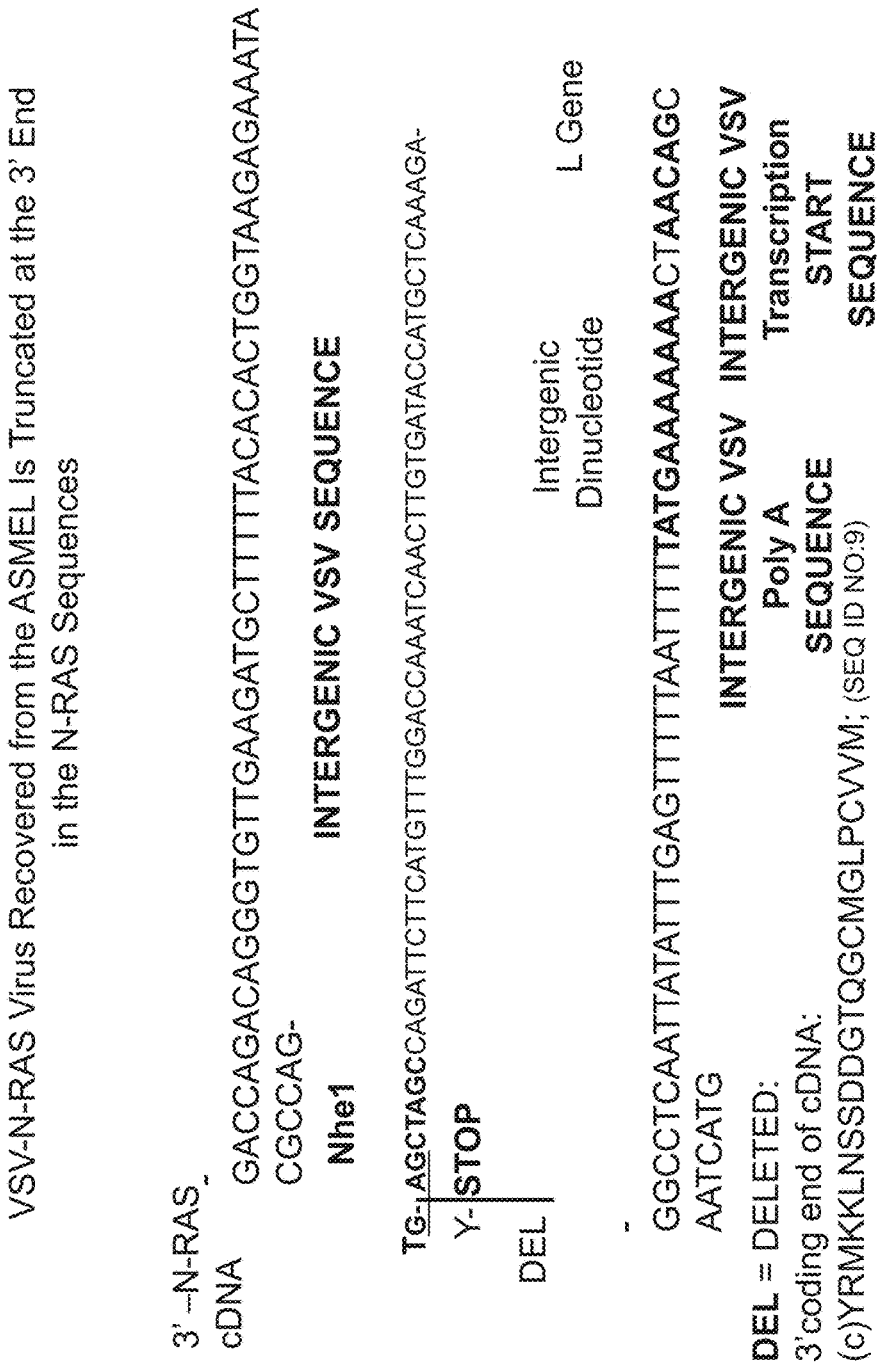 VSV-N-RAS Virus Recovered from the ASMEL Is Truncated at the 3' End
in the N-RAS Sequences
3' –N-RAS -
cDNA
GACCAGACAGGGTGTTGAAGATGCTTTTTACACACTGGTAAGAGAAATA
CGCCAG-
Nhe1
INTERGENIC VSV SEQUENCE
TG- AGCTAGCCAGATTCTTCATGTTTGGACCAAATCAACTTGTGATACCATGCTCAAAGA-
Y- STOP
DEL
Intergenic
Dinucleotide
L Gene
-
GGCCTCAATTATATTTGAGTTTTTAATTTTTATGAAAAAAACTAACAGC
AATCATG
INTERGENIC VSV
Poly A
SEQUENCE
INTERGENIC VSV
Transcription
START
SEQUENCE
DEL = DELETED:
3'coding end of cDNA:
(c)YRMKKLNSSDDGTQGCMGLPCVVM; (SEQ ID NO:9)